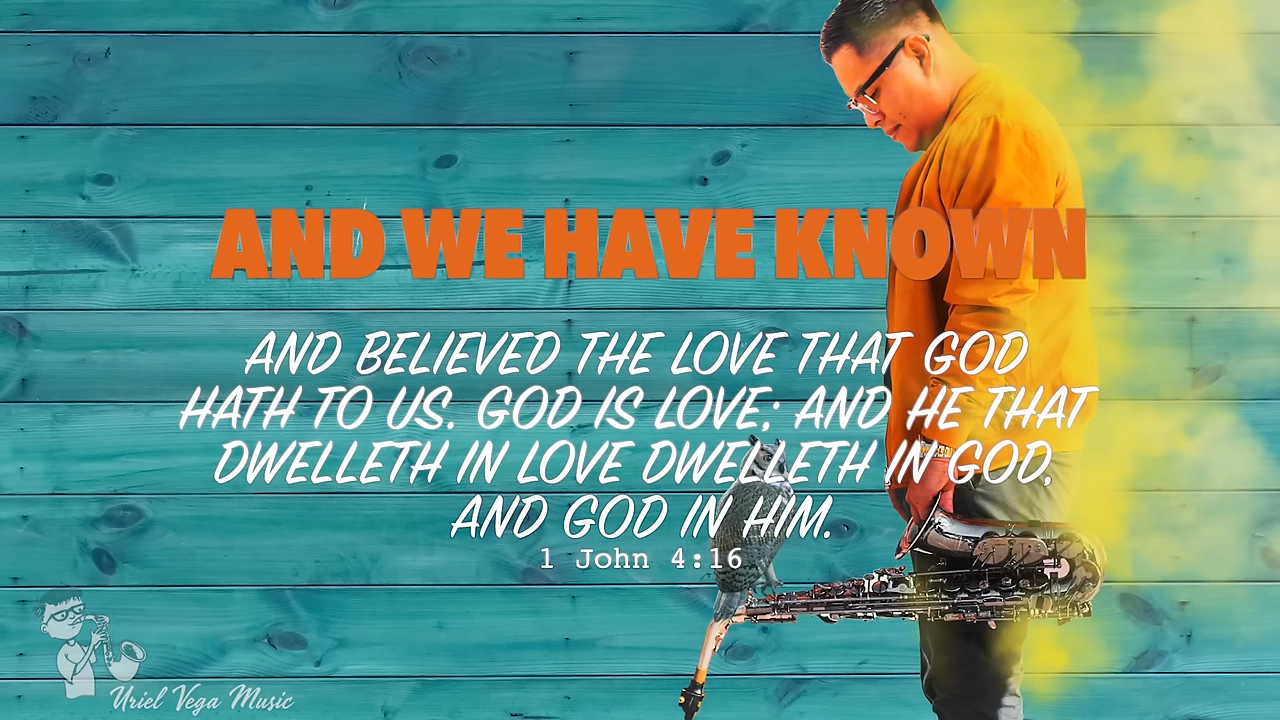 AND WE HAVE KNOWN
AND BELIEVED THE LOVE THAT GOD
HATH TO US. GOD IS LOVE; AND HE THAT
DWELLETH IN LOVE DWELLETH IN GOD,
AND GOD IN HIM.
1 John 4:16
Uriel Vega Music